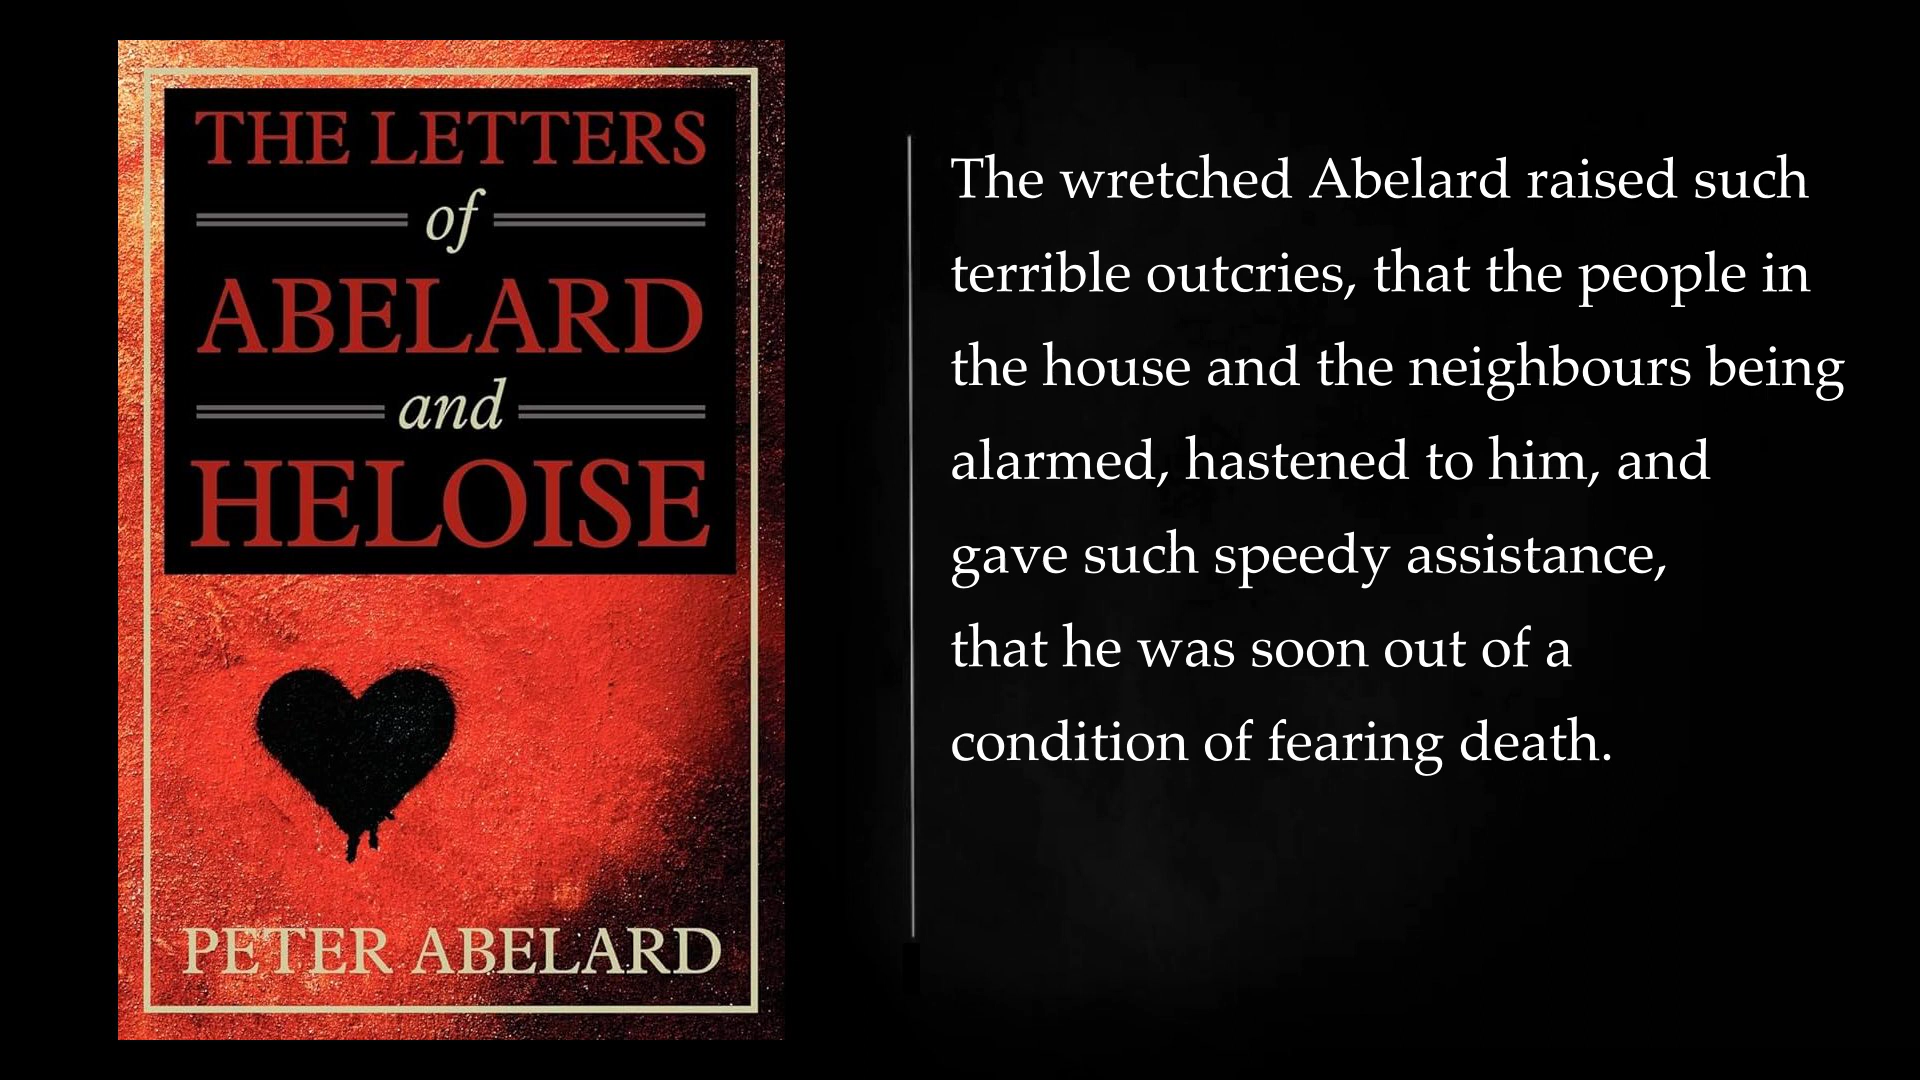 THE LETTERS
of
ABELARD
and
HELOISE
PETER ABELARD
The wretched Abelard raised such
terrible outcries, that the people in
the house and the neighbours being
alarmed, hastened to him, and
gave such speedy assistance,
that he was soon out of a
condition of fearing death.